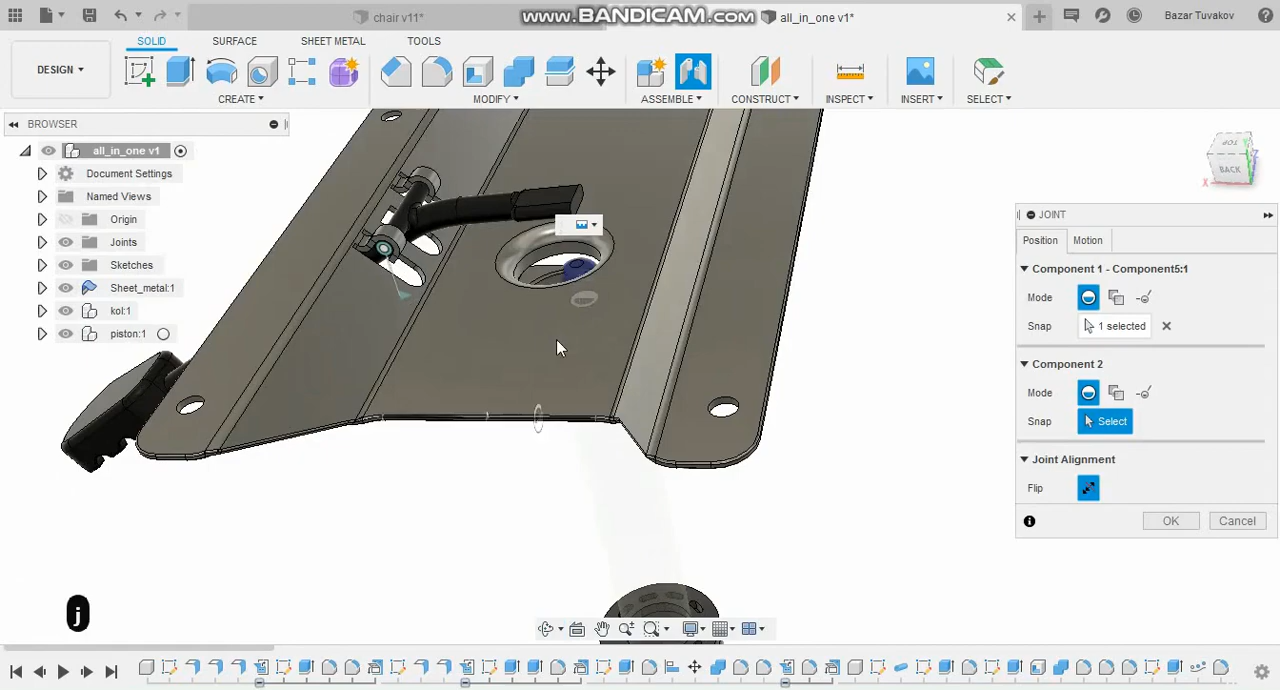 www.BANDICAM.com
chair v11*
all_in_one v1*
Bazar Tuvakov
DESIGN
SOLID
SURFACE
SHEET METAL
TOOLS
CREATE
MODIFY
ASSEMBLE
CONSTRUCT
INSPECT
INSERT
SELECT
BROWSER
all_in_one v1
Document Settings
Named Views
Origin
Joints
Sketches
Sheet_metal:1
kol:1
piston:1
TOP
BACK
X
Z
JOINT
Position
Motion
Component 1 - Component5:1
Mode
Snap
1 selected
Component 2
Mode
Snap
Select
Joint Alignment
Flip
OK
Cancel
j